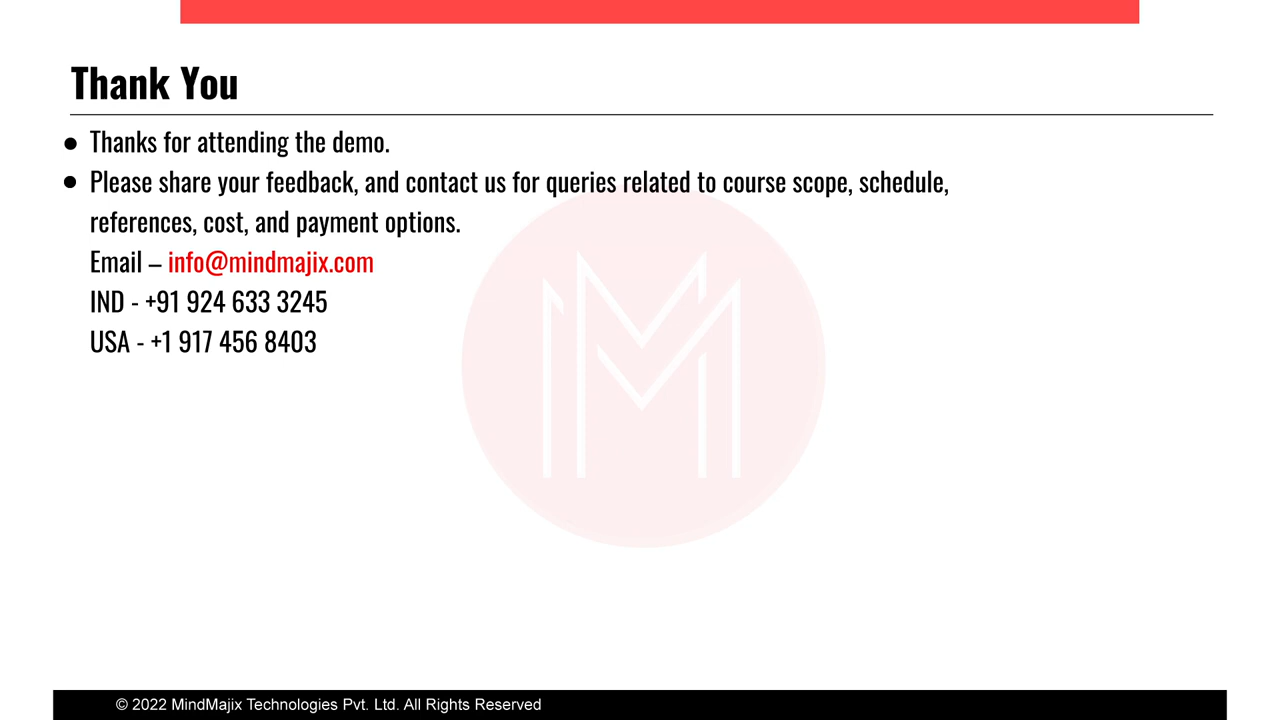 Thank You
● Thanks for attending the demo.
● Please share your feedback, and contact us for queries related to course scope, schedule,
references, cost, and payment options.
Email – info@mindmajix.com
IND - +91 924 633 3245
USA - +1 917 456 8403
© 2022 MindMajix Technologies Pvt. Ltd. All Rights Reserved